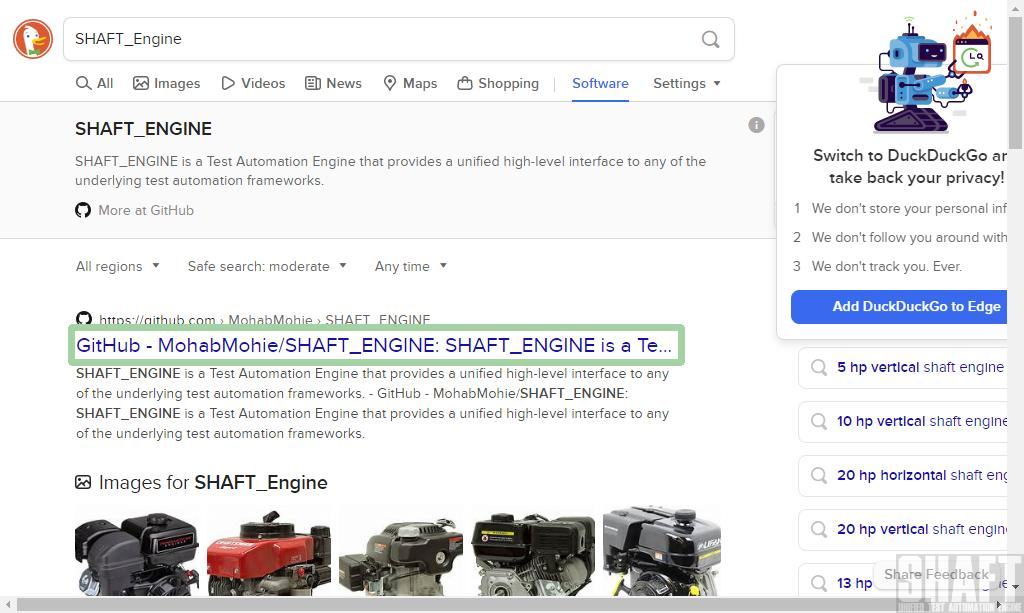 SHAFT_Engine
All Images Videos News Maps Shopping Software Settings
SHAFT_ENGINE
SHAFT_ENGINE is a Test Automation Engine that provides a unified high-level interface to any of the
underlying test automation frameworks.
More at GitHub
All regions Safe search: moderate Any time
https://github.com › MohabMohie › SHAFT_ENGINE
GitHub - MohabMohie/SHAFT_ENGINE: SHAFT_ENGINE is a Te...
SHAFT_ENGINE is a Test Automation Engine that provides a unified high-level interface to any
of the underlying test automation frameworks. - GitHub - MohabMohie/SHAFT_ENGINE:
SHAFT_ENGINE is a Test Automation Engine that provides a unified high-level interface to any
of the underlying test automation frameworks.
Images for SHAFT_Engine
Switch to DuckDuckGo an
take back your privacy!
1 We don't store your personal inf
2 We don't follow you around with
3 We don't track you. Ever.
Add DuckDuckGo to Edge
5 hp vertical shaft engine
10 hp vertical shaft engine
20 hp horizontal shaft eng
20 hp vertical shaft engin
13 hp
Share Feedback
SHAFT